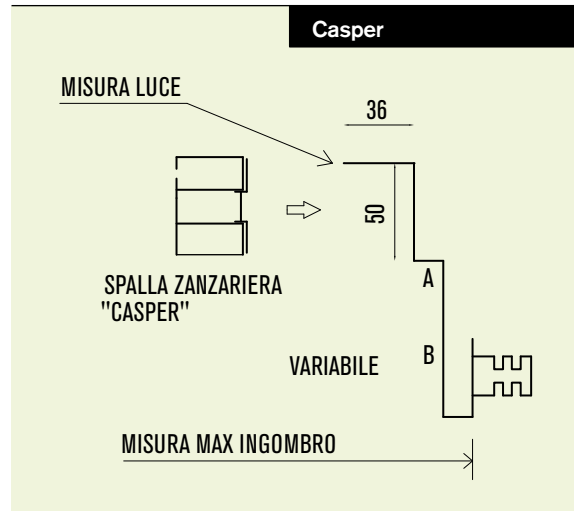 Casper
MISURA LUCE
36
50
SPALLA ZANZARIERA
"CASPER"
A
VARIABILE
B
MISURA MAX INGOMBRO